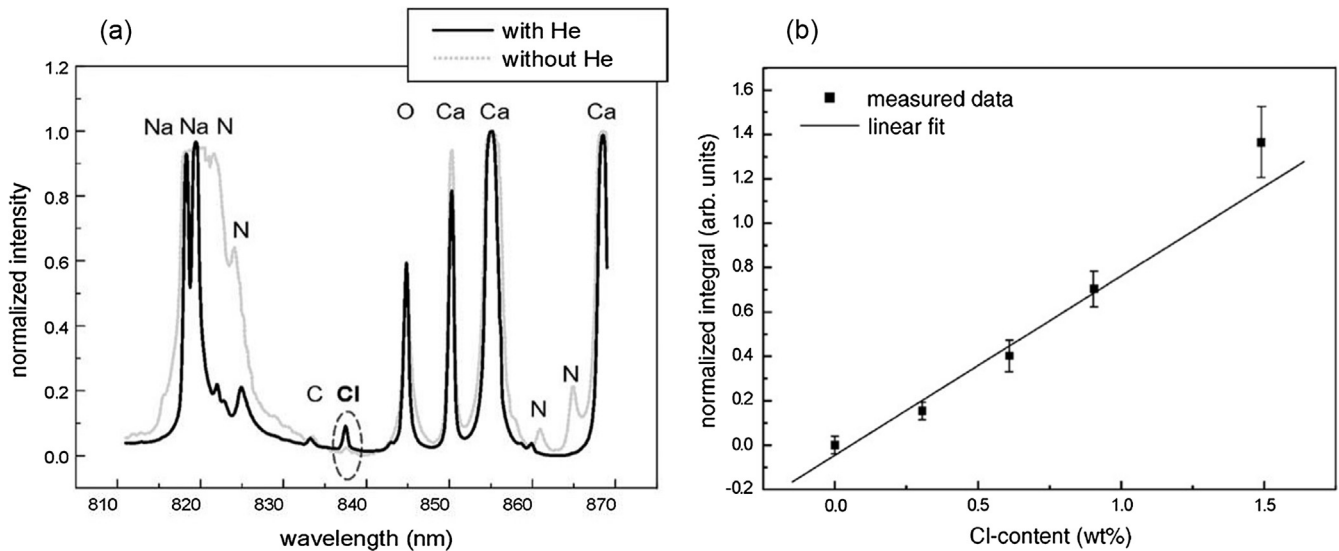 (a)
with He
without He
1.2
1.0
0.8
0.6
0.4
0.2
0.0
normalized intensity
Na Na N
N
C Cl
O Ca Ca Ca
N N
810 820 830 840 850 860 870
wavelength (nm)
(b)
measured data
linear fit
1.6
1.4
1.2
1.0
0.8
0.6
0.4
0.2
0.0
-0.2
normalized integral (arb. units)
0.0 0.5 1.0 1.5
Cl-content (wt%)